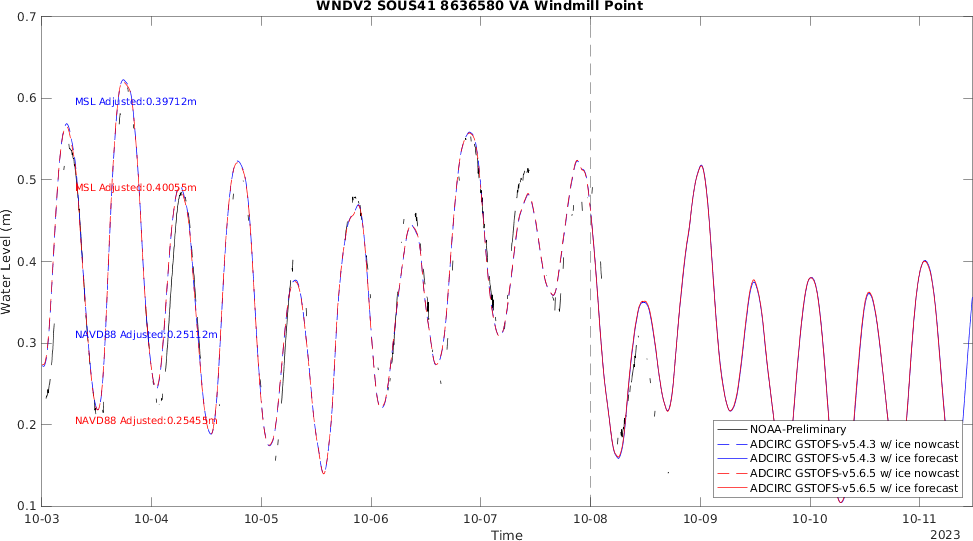 WNDV2 SOUS41 8636580 VA Windmill Point
Water Level (m)
0.7
0.6
0.5
0.4
0.3
0.2
0.1
MSL Adjusted:0.39712m
MSL Adjusted:0.40055m
NAVD88 Adjusted:0.25112m
NAVD88 Adjusted:0.25455m
NOAA-Preliminary
ADCIRC GSTOFS-v5.4.3 w/ ice nowcast
ADCIRC GSTOFS-v5.4.3 w/ ice forecast
ADCIRC GSTOFS-v5.6.5 w/ ice nowcast
ADCIRC GSTOFS-v5.6.5 w/ ice forecast
10-03 10-04 10-05 10-06 10-07 10-08 10-09 10-10 10-11
Time
2023